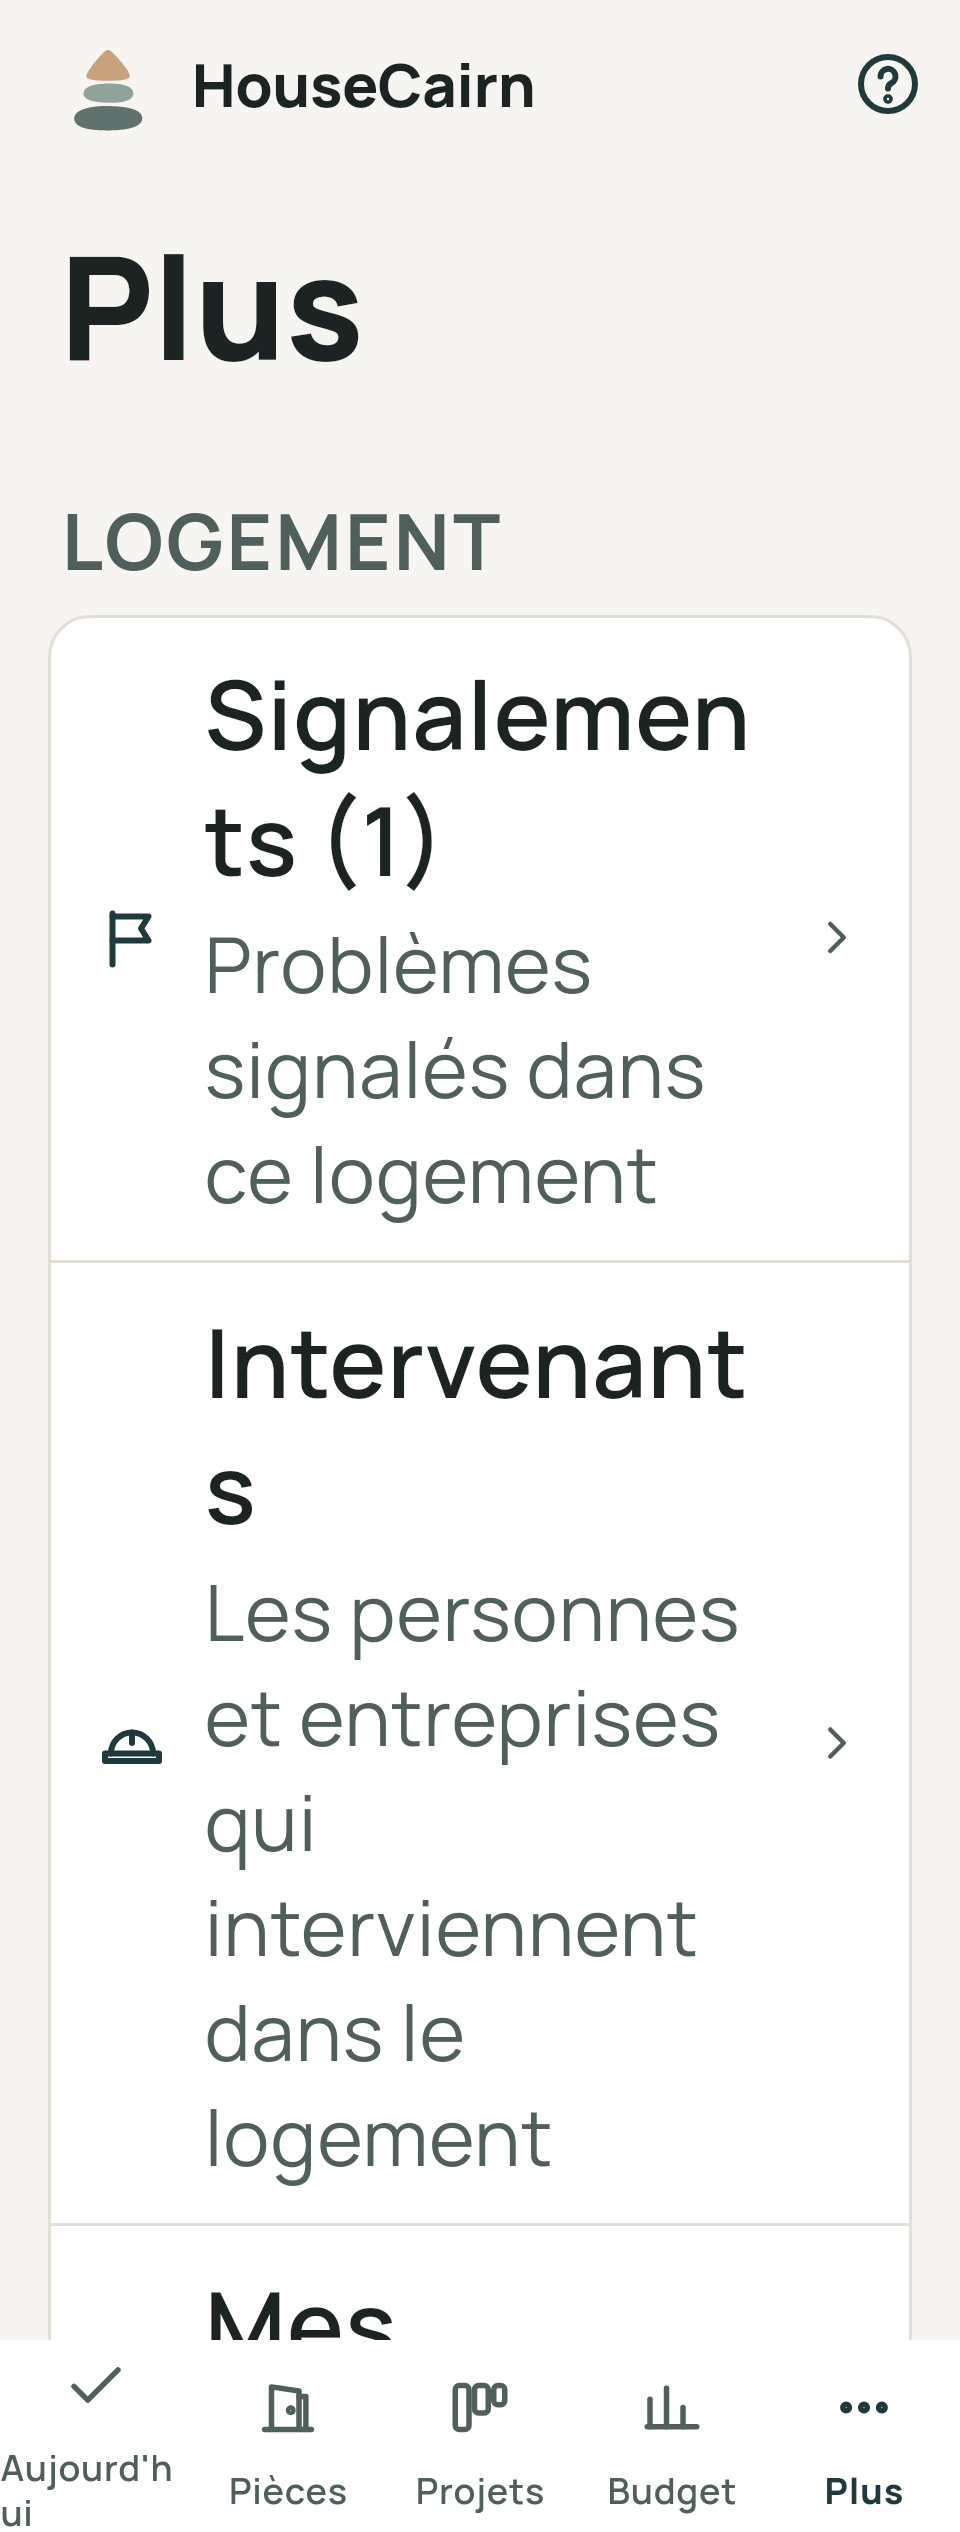 HouseCairn
Plus
LOGEMENT
Signalemen
ts (1)
Problèmes
signalés dans
ce logement
Intervenant
s
Les personnes
et entreprises
qui
interviennent
dans le
logement
Mes
Aujourd'h
ui
Pièces
Projets
Budget
Plus